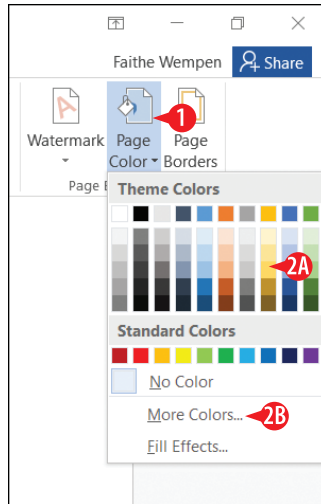 Faithe Wempen Share
Watermark Page Page
Color Borders
1
Page
Theme Colors
2A
Standard Colors
No Color
More Colors... 2B
Fill Effects...